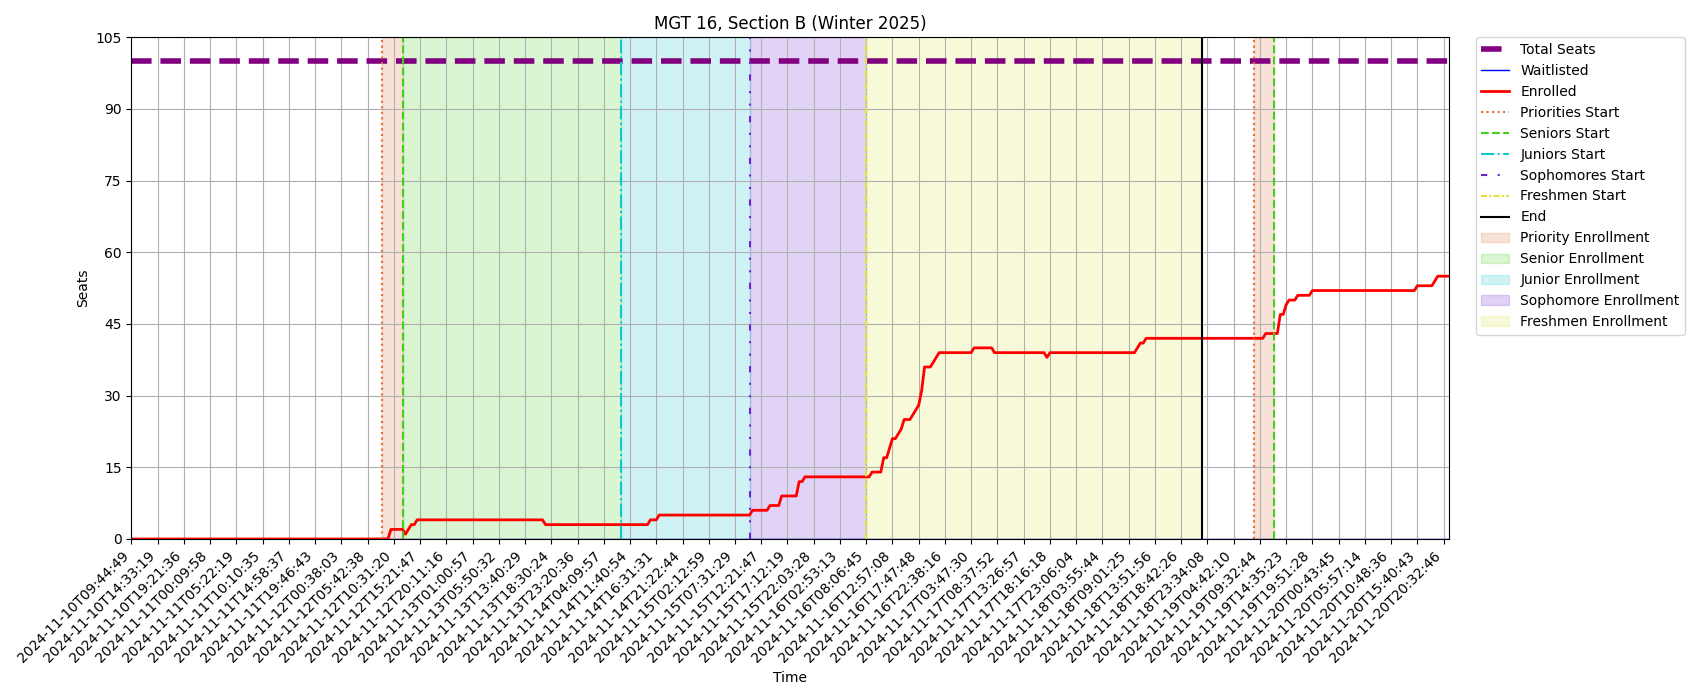 MGT 16, Section B (Winter 2025)
105
90
75
60
45
30
15
0
Seats
2024-11-10T09:44:49
2024-11-10T14:33:19
2024-11-10T19:21:36
2024-11-11T00:09:58
2024-11-11T05:22:19
2024-11-11T10:10:35
2024-11-11T14:58:37
2024-11-11T19:46:43
2024-11-12T00:38:03
2024-11-12T05:42:38
2024-11-12T10:31:20
2024-11-12T15:21:47
2024-11-12T20:11:16
2024-11-13T01:00:57
2024-11-13T05:50:32
2024-11-13T13:40:29
2024-11-13T18:30:24
2024-11-13T23:20:36
2024-11-14T04:09:57
2024-11-14T11:40:54
2024-11-14T16:31:31
2024-11-14T21:22:44
2024-11-15T02:12:59
2024-11-15T07:31:29
2024-11-15T12:21:47
2024-11-15T17:12:19
2024-11-15T22:03:28
2024-11-16T02:53:13
2024-11-16T08:06:45
2024-11-16T12:57:08
2024-11-16T17:47:48
2024-11-16T22:38:16
2024-11-17T03:47:30
2024-11-17T08:37:52
2024-11-17T13:26:57
2024-11-17T18:16:18
2024-11-17T23:06:04
2024-11-18T03:55:44
2024-11-18T09:01:23
2024-11-18T13:51:56
2024-11-18T18:42:26
2024-11-18T23:34:08
2024-11-19T04:42:10
2024-11-19T09:32:44
2024-11-19T14:35:23
2024-11-19T19:51:28
2024-11-20T00:43:45
2024-11-20T05:57:14
2024-11-20T10:48:36
2024-11-20T15:40:43
2024-11-20T20:32:46
Time
Total Seats
Waitlisted
Enrolled
Priorities Start
Seniors Start
Juniors Start
Sophomores Start
Freshmen Start
End
Priority Enrollment
Senior Enrollment
Junior Enrollment
Sophomore Enrollment
Freshmen Enrollment